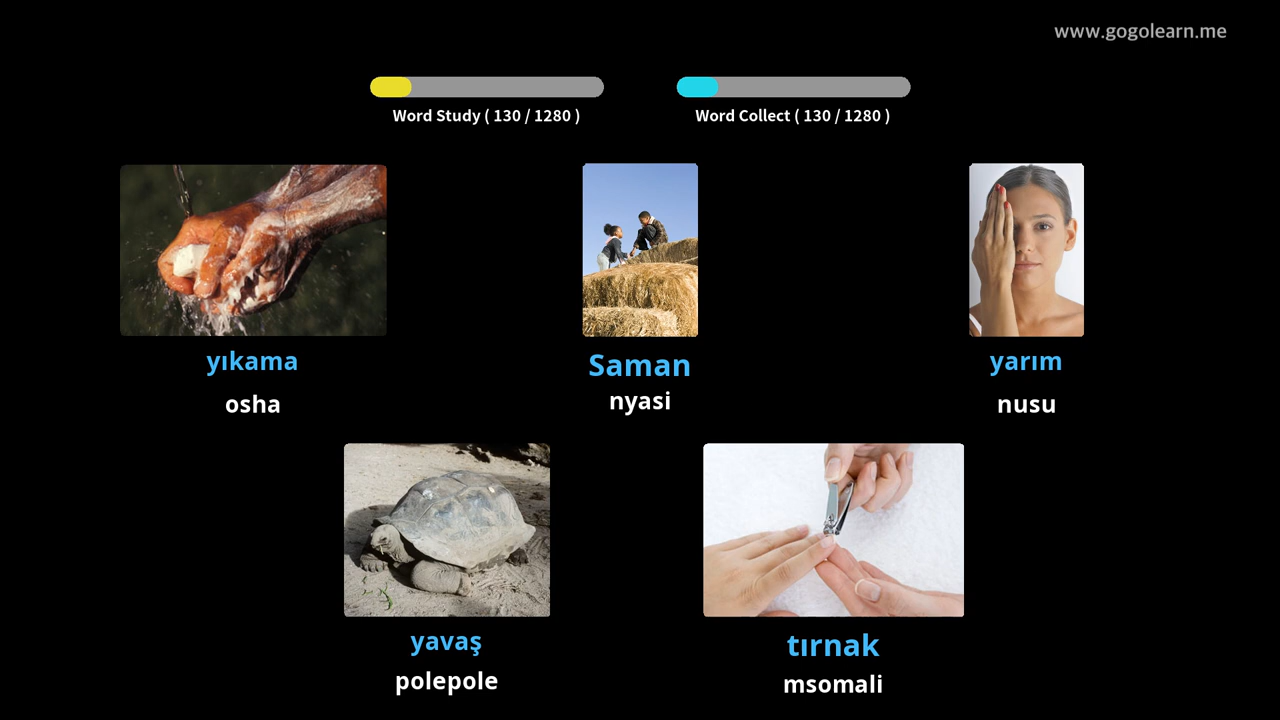 www.gogolearn.me
Word Study ( 130 / 1280 )
Word Collect ( 130 / 1280 )
yıkama
osha
Saman
nyasi
yarım
nusu
yavaş
polepole
tırnak
msomali